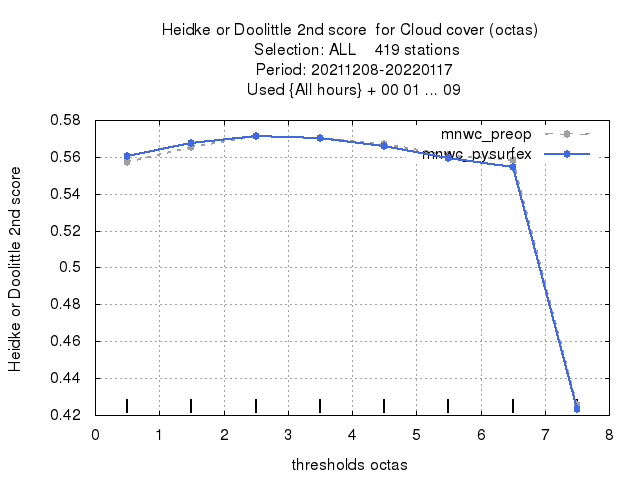 Heidke or Doolittle 2nd score  for Cloud cover (octas)
Selection: ALL    419 stations
Period: 20211208-20220117
Used {All hours} + 00 01 ... 09
mnwc_preop
mnwc_pysurfex
0.58
0.56
0.54
0.52
0.5
0.48
0.46
0.44
0.42
Heidke or Doolittle 2nd score
0 1 2 3 4 5 6 7 8
thresholds octas